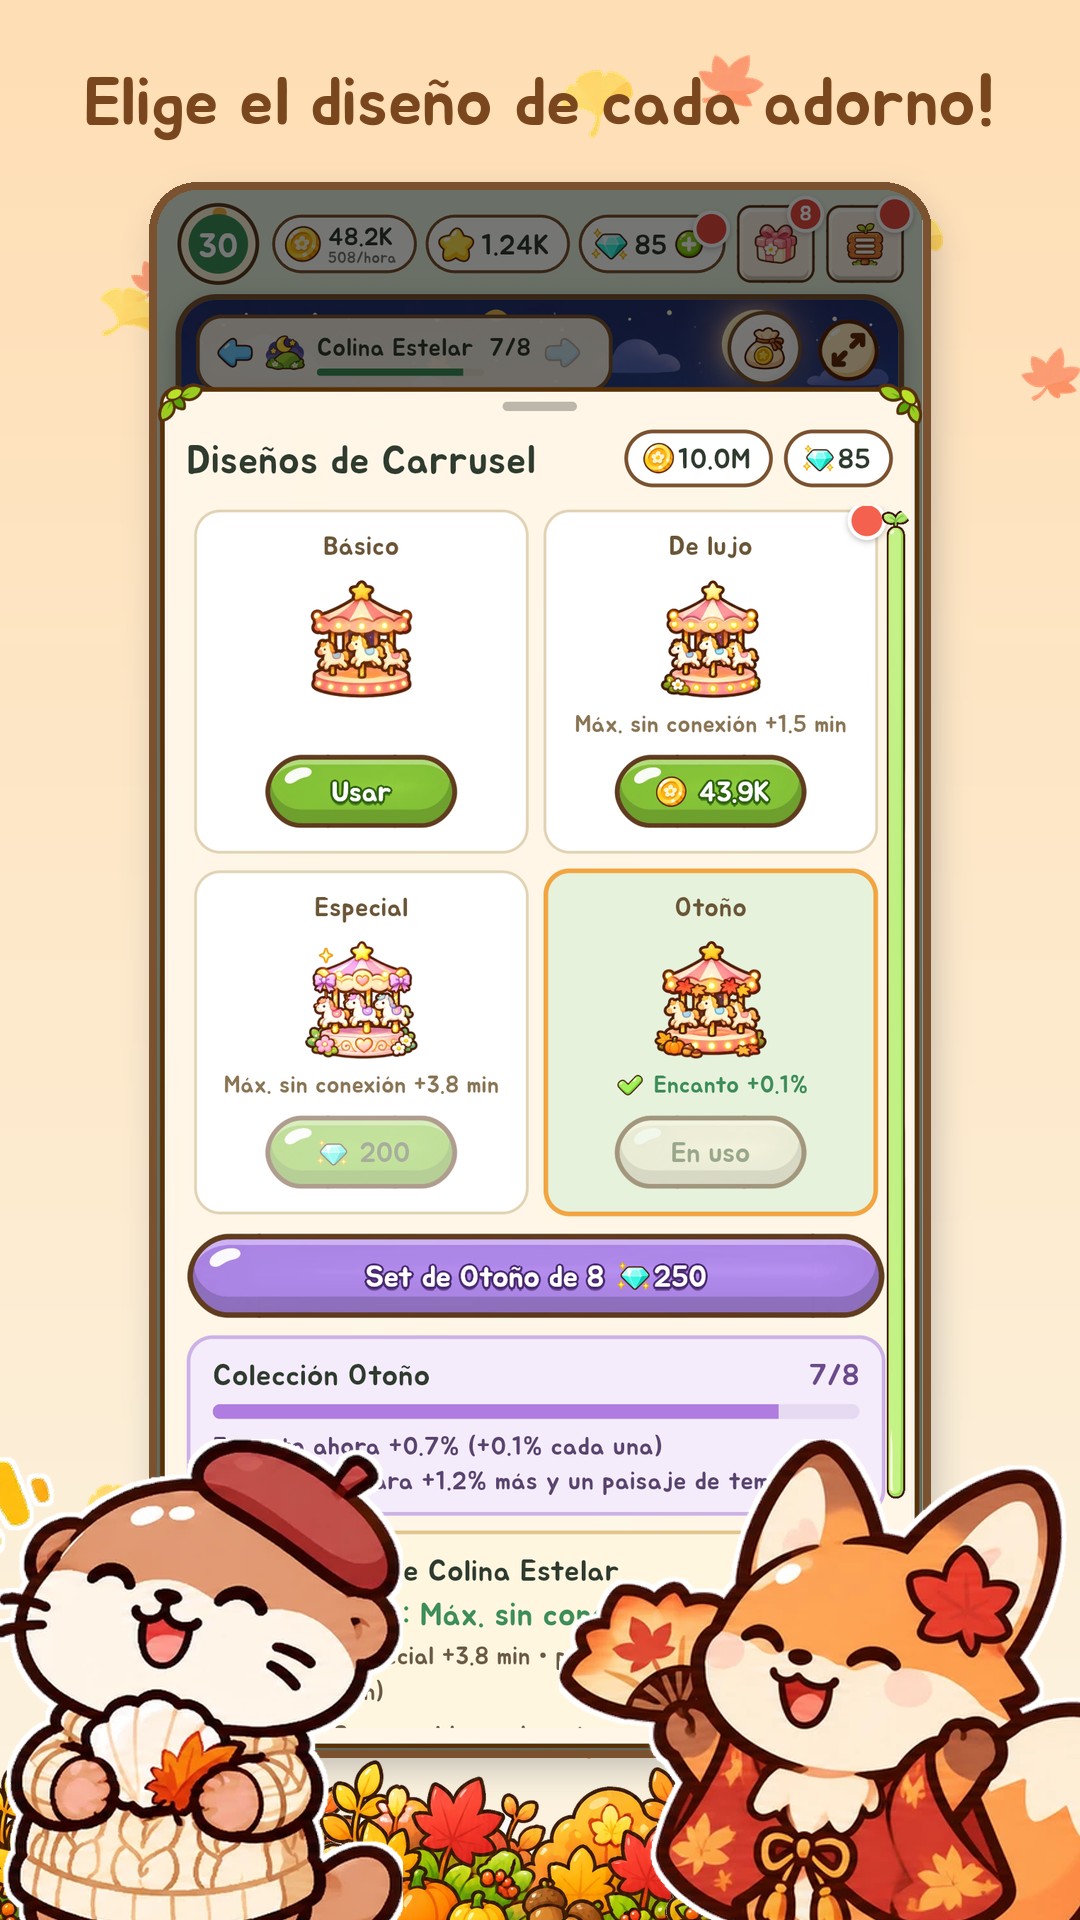 Elige el diseño de cada adorno!
30
48.2K
508/hora
1.24K
85
8
Colina Estelar 7/8
Diseños de Carrusel
10.0M
85
Básico
De lujo
Máx. sin conexión +1.5 min
Usar
43.9K
Especial
Otoño
Máx. sin conexión +3.8 min
Encanto +0.1%
200
En uso
Set de Otoño de 8 250
Colección Otoño 7/8
ahora +0.7% (+0.1% cada una)
+1.2% más y un paisaje de
Colina Estelar
: Máx. sin
+3.8 min •